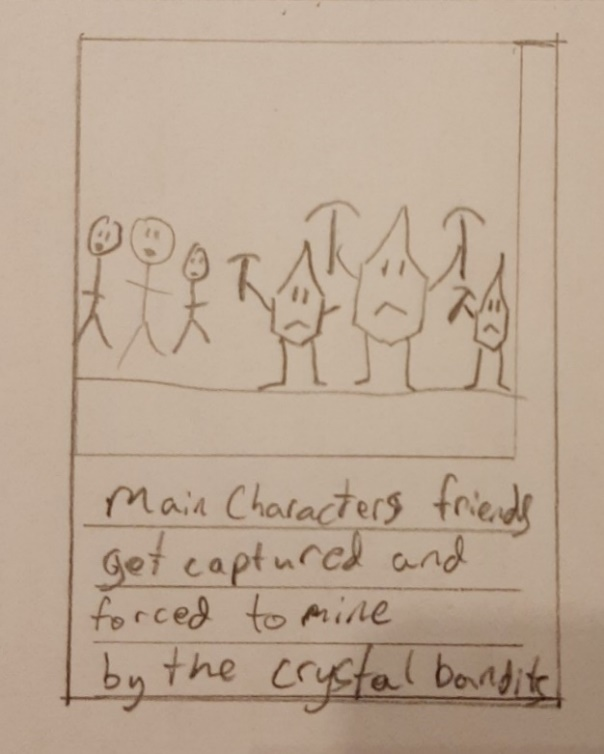 Main Characters friends
get captured and
forced to mine
by the crystal bandits